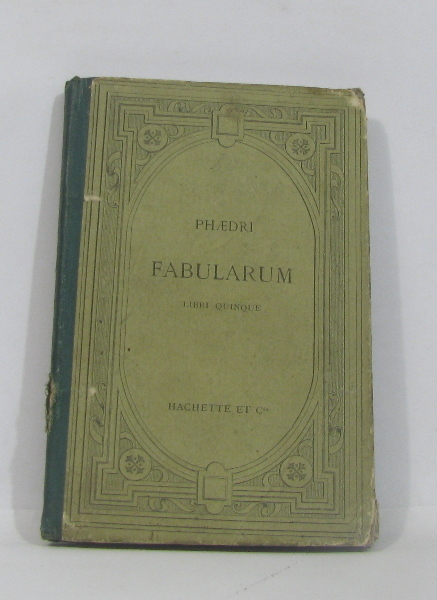 PHÆDRI
FABULARUM
LIBRI QUINQUE
HACHETTE ET Cie